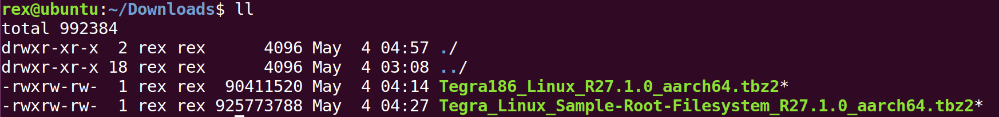 rex@ubuntu:~/Downloads$ ll
total 992384
drwxr-xr-x  2 rex rex      4096 May  4 04:57 ./
drwxr-xr-x 18 rex rex      4096 May  4 03:08 ../
-rwxrw-rw-  1 rex rex  90411520 May  4 04:14 Tegra186_Linux_R27.1.0_aarch64.tbz2*
-rwxrw-rw-  1 rex rex 925773788 May  4 04:27 Tegra_Linux_Sample-Root-Filesystem_R27.1.0_aarch64.tbz2*